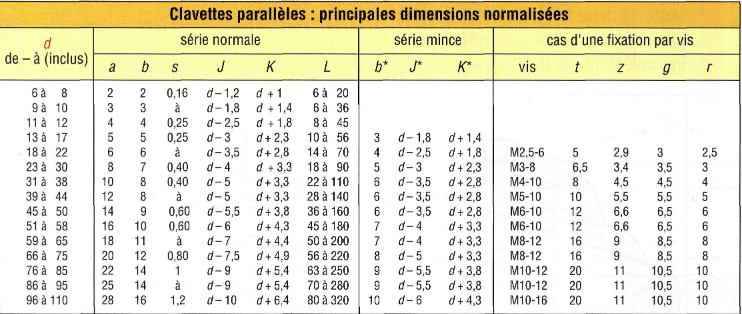 Clavettes parallèles : principales dimensions normalisées
d de – à (inclus) série normale série mince cas d'une fixation par vis
a b s J K L b* J* K* vis t z g r
6 à 8 2 2 0,16 d – 1,2 d + 1 6 à 20
9 à 10 3 3 à d – 1,8 d + 1,4 6 à 36
11 à 12 4 4 0,25 d – 2,5 d + 1,8 8 à 45
13 à 17 5 5 0,25 d – 3 d + 2,3 10 à 56 3 d – 1,8 d + 1,4
18 à 22 6 6 à d – 3,5 d + 2,8 14 à 70 4 d – 2,5 d + 1,8 M2,5-6 5 2,9 3 2,5
23 à 30 8 7 0,40 d – 4 d + 3,3 18 à 90 5 d – 3 d + 2,3 M3-8 6,5 3,4 3,5 3
31 à 38 10 8 0,40 d – 5 d + 3,3 22 à 110 6 d – 3,5 d + 2,8 M4-10 8 4,5 4,5 4
39 à 44 12 8 à d – 5 d + 3,3 28 à 140 6 d – 3,5 d + 2,8 M5-10 10 5,5 5,5 5
45 à 50 14 9 0,60 d – 5,5 d + 3,8 36 à 160 6 d – 3,5 d + 2,8 M6-10 12 6,6 6,5 6
51 à 58 16 10 0,60 d – 6 d + 4,3 45 à 180 7 d – 4 d + 3,3 M6-10 12 6,6 6,5 6
59 à 65 18 11 à d – 7 d + 4,4 50 à 200 7 d – 4 d + 3,3 M8-12 16 9 8,5 8
66 à 75 20 12 0,80 d – 7,5 d + 4,9 56 à 220 8 d – 5 d + 3,3 M8-12 16 9 8,5 8
76 à 85 22 14 1 d – 9 d + 5,4 63 à 250 9 d – 5,5 d + 3,8 M10-12 20 11 10,5 10
86 à 95 25 14 à d – 9 d + 5,4 70 à 280 9 d – 5,5 d + 3,8 M10-12 20 11 10,5 10
96 à 110 28 16 1,2 d – 10 d + 6,4 80 à 320 10 d – 6 d + 4,3 M10-16 20 11 10,5 10